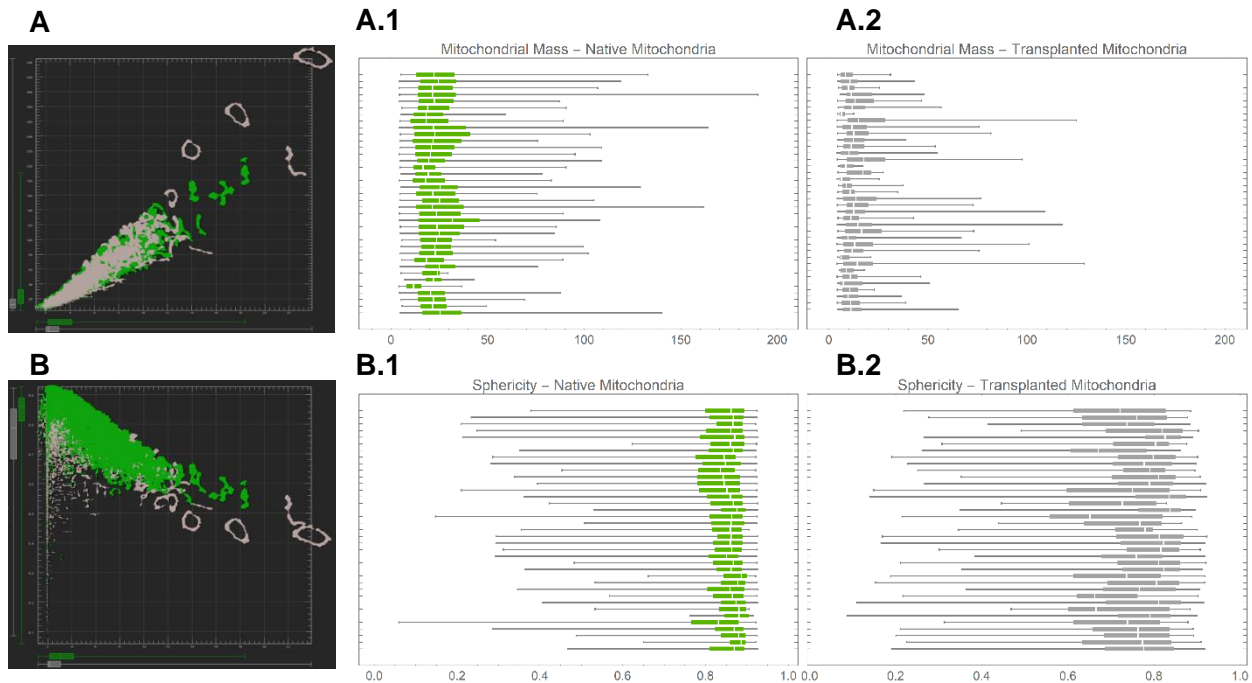 A
A.1
A.2
Mitochondrial Mass – Native Mitochondria
Mitochondrial Mass – Transplanted Mitochondria
0 50 100 150 200
0 50 100 150 200
B
B.1
B.2
Sphericity – Native Mitochondria
Sphericity – Transplanted Mitochondria
0.0 0.2 0.4 0.6 0.8 1.0
0.0 0.2 0.4 0.6 0.8 1.0